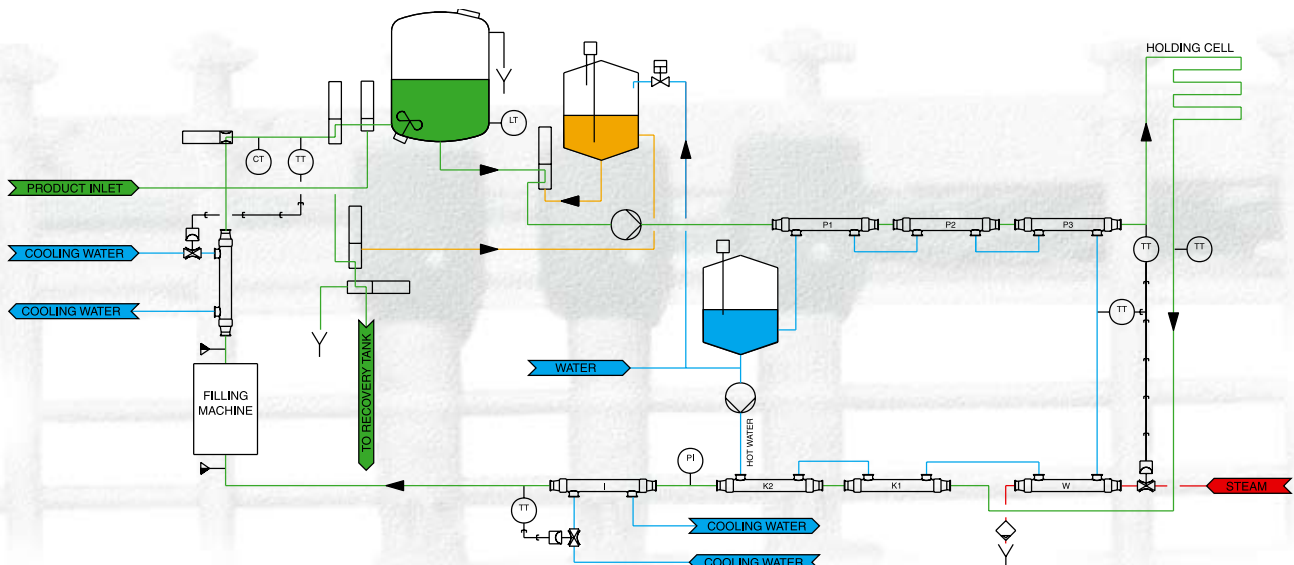 HOLDING CELL
LT
CT
TT
PRODUCT INLET
P1
P2
P3
COOLING WATER
TT
TT
COOLING WATER
TT
WATER
FILLING
MACHINE
TO RECOVERY TANK
HOT WATER
PI
I
K2
K1
W
STEAM
TT
COOLING WATER
COOLING WATER